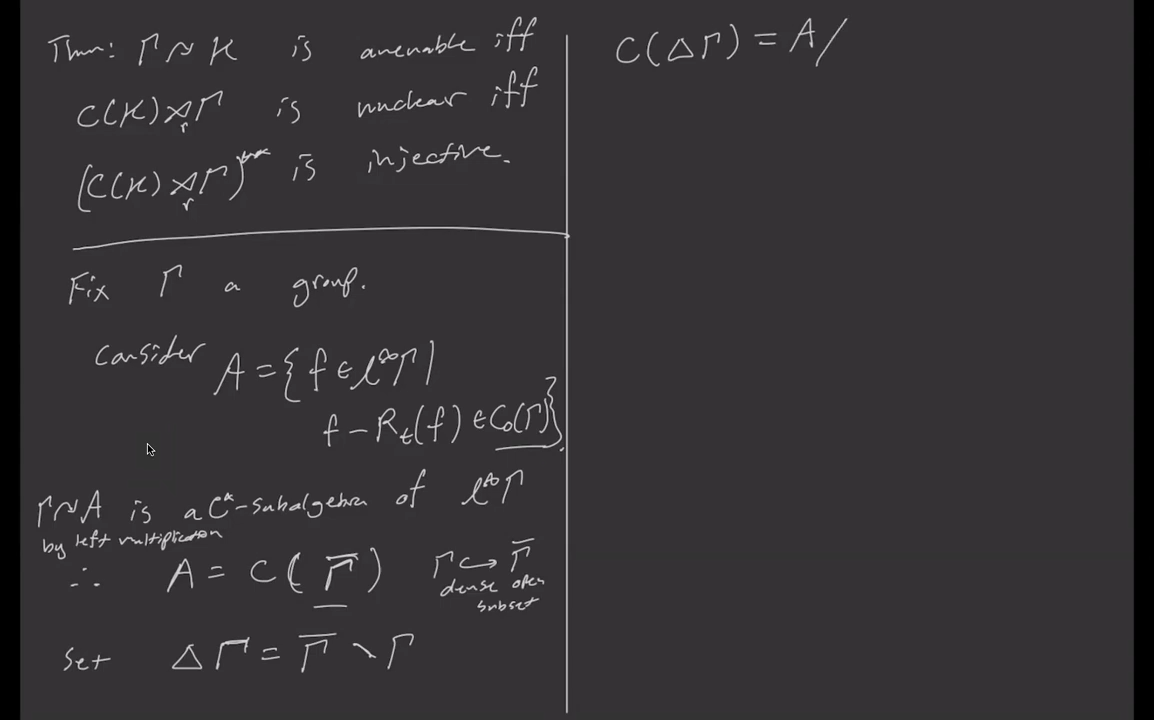 Thm: Γ ↷ K is amenable iff
C(K) ⋊_r Γ is nuclear iff
(C(K) ⋊_r Γ)** is injective.
Fix Γ a group.
Consider A = { f ∈ ℓ^∞Γ |
f − R_t(f) ∈ C_0(Γ)}.
Γ ↷ A is a C*-subalgebra of ℓ^∞Γ
by left multiplication
∴ A = C(Γ̄) Γ ↪ Γ̄
dense open
subset
Set ΔΓ = Γ̄ \ Γ
C(ΔΓ) = A/